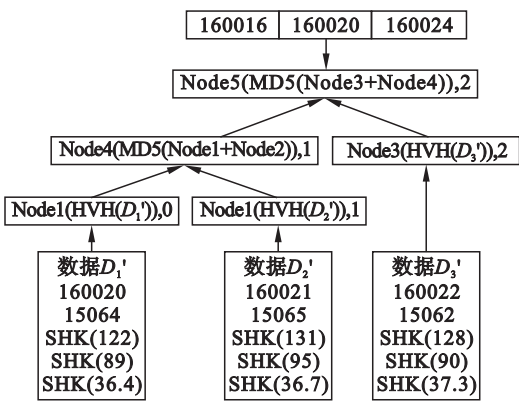 160016 160020 160024
Node5(MD5(Node3+Node4)),2
Node4(MD5(Node1+Node2)),1 Node3(HVH(D₃')),2
Node1(HVH(D₁')),0 Node1(HVH(D₂')),1
数据D₁'
160020
15064
SHK(122)
SHK(89)
SHK(36.4)
数据D₂'
160021
15065
SHK(131)
SHK(95)
SHK(36.7)
数据D₃'
160022
15062
SHK(128)
SHK(90)
SHK(37.3)